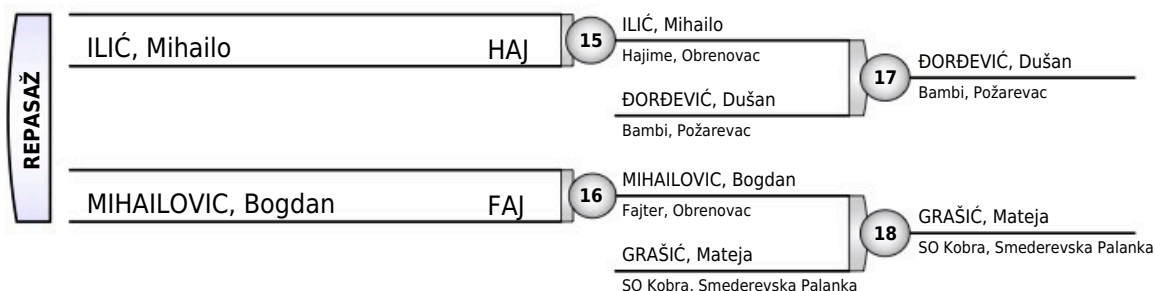 REPASAŽ
ILIĆ, Mihailo HAJ
15
ILIĆ, Mihailo
Hajime, Obrenovac
ĐORĐEVIĆ, Dušan
Bambi, Požarevac
17
ĐORĐEVIĆ, Dušan
Bambi, Požarevac
MIHAILOVIC, Bogdan FAJ
16
MIHAILOVIC, Bogdan
Fajter, Obrenovac
GRAŠIĆ, Mateja
SO Kobra, Smederevska Palanka
18
GRAŠIĆ, Mateja
SO Kobra, Smederevska Palanka